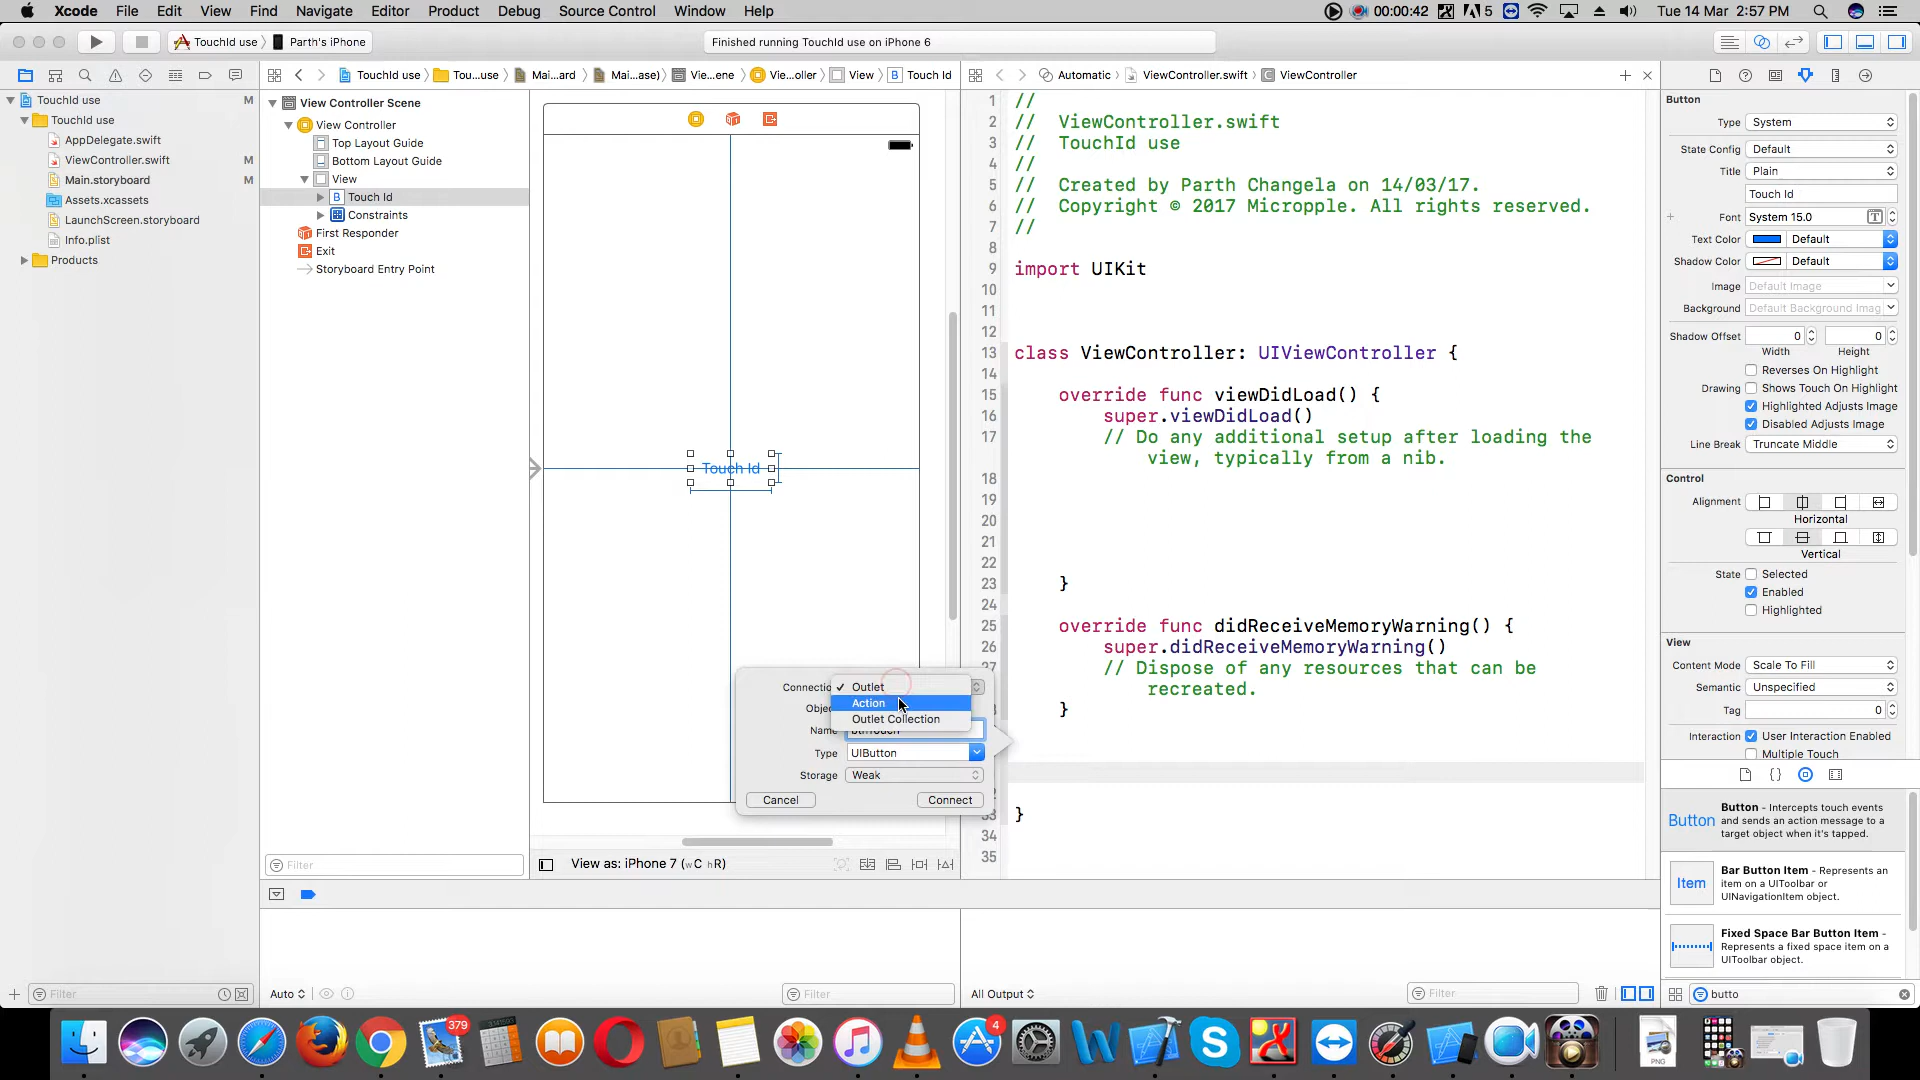 Xcode File Edit View Find Navigate Editor Product Debug Source Control Window Help
00:00:42 5 Tue 14 Mar 2:57 PM
TouchId use Parth's iPhone
Finished running TouchId use on iPhone 6
TouchId use Tou...use Mai...ard Mai...ase) Vie...ene Vie...oller View B Touch Id
Automatic ViewController.swift C ViewController
TouchId use M
TouchId use
AppDelegate.swift
ViewController.swift M
Main.storyboard M
Assets.xcassets
LaunchScreen.storyboard
Info.plist
Products
View Controller Scene
View Controller
Top Layout Guide
Bottom Layout Guide
View
B Touch Id
Constraints
First Responder
Exit
Storyboard Entry Point
Touch Id
1 //
2 // ViewController.swift
3 // TouchId use
4 //
5 // Created by Parth Changela on 14/03/17.
6 // Copyright © 2017 Micropple. All rights reserved.
7 //
8
9 import UIKit
10
11
12
13 class ViewController: UIViewController {
14
15 override func viewDidLoad() {
16 super.viewDidLoad()
17 // Do any additional setup after loading the
view, typically from a nib.
18
19
20
21
22
23 }
24
25 override func didReceiveMemoryWarning() {
26 super.didReceiveMemoryWarning()
27 // Dispose of any resources that can be
recreated.
}
}
34
35
Connectio ✓ Outlet
Action
Outlet Collection
Objec
Name btnTouch
Type UIButton
Storage Weak
Cancel Connect
Filter
View as: iPhone 7 (wC hR)
Filter
Auto
Filter
All Output
Filter
Button
Type System
State Config Default
Title Plain
Touch Id
Font System 15.0 T
Text Color Default
Shadow Color Default
Image Default Image
Background Default Background Imag
Shadow Offset 0 0
Width Height
Reverses On Highlight
Drawing Shows Touch On Highlight
Highlighted Adjusts Image
Disabled Adjusts Image
Line Break Truncate Middle
Control
Alignment
Horizontal
Vertical
State Selected
Enabled
Highlighted
View
Content Mode Scale To Fill
Semantic Unspecified
Tag 0
Interaction User Interaction Enabled
Multiple Touch
Button Button - Intercepts touch events
and sends an action message to a
target object when it's tapped.
Item Bar Button Item - Represents an
item on a UIToolbar or
UINavigationItem object.
Fixed Space Bar Button Item -
Represents a fixed space item on a
UIToolbar object.
butto
379
4
PNG